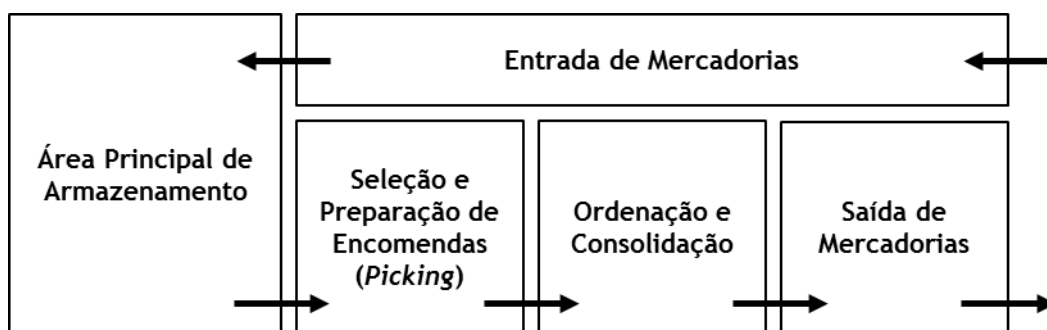 Entrada de Mercadorias
Área Principal de
Armazenamento
Seleção e
Preparação de
Encomendas
(Picking)
Ordenação e
Consolidação
Saída de
Mercadorias